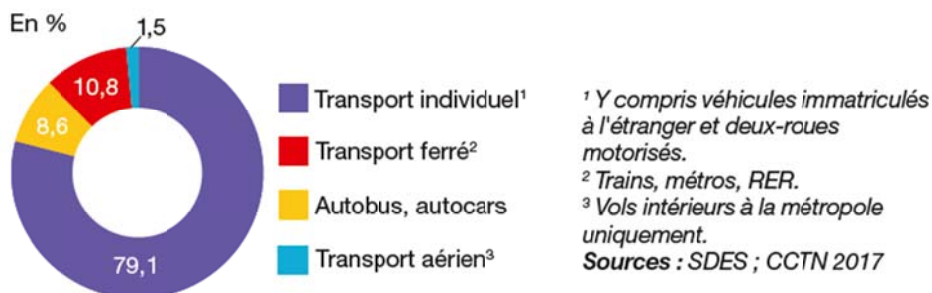 En %
1,5
10,8
8,6
79,1
Transport individuel¹
Transport ferré²
Autobus, autocars
Transport aérien³
¹ Y compris véhicules immatriculés
à l'étranger et deux-roues
motorisés.
² Trains, métros, RER.
³ Vols intérieurs à la métropole
uniquement.
Sources : SDES ; CCTN 2017